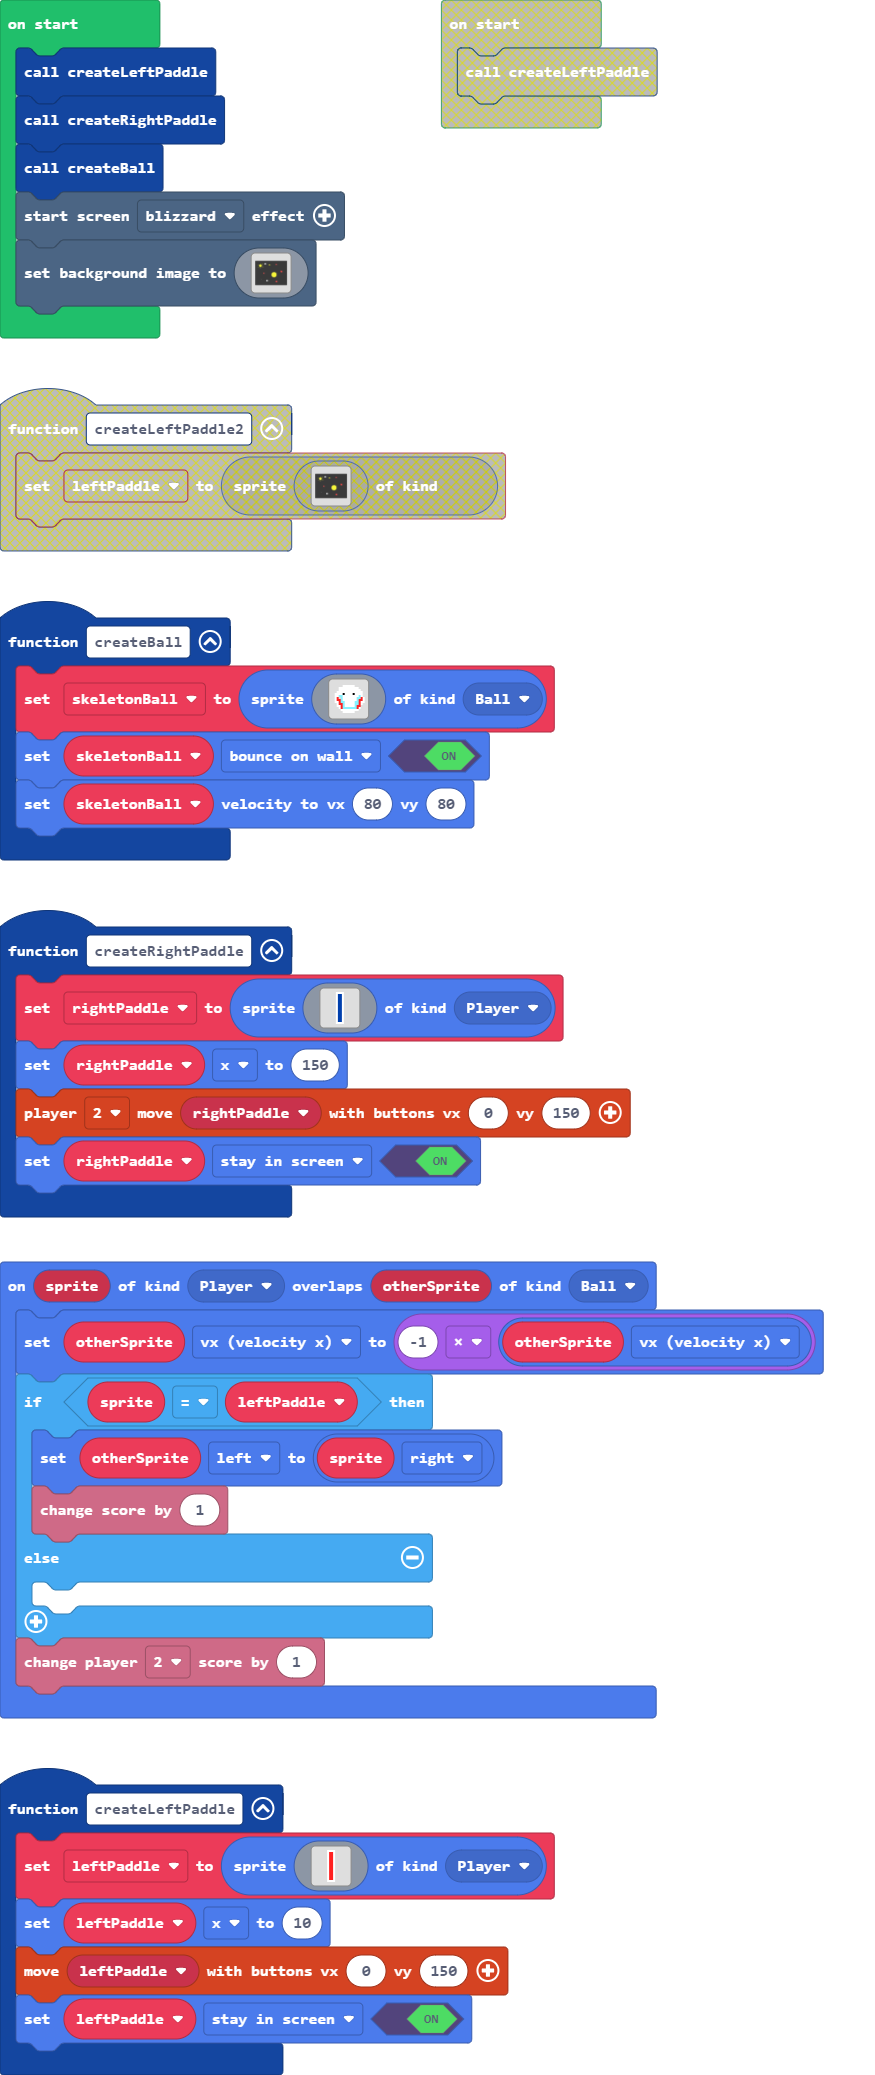 on start
call createLeftPaddle
call createRightPaddle
call createBall
start screen blizzard effect
set background image to
on start
call createLeftPaddle
function createLeftPaddle2
set leftPaddle to sprite of kind
function createBall
set skeletonBall to sprite of kind Ball
set skeletonBall bounce on wall ON
set skeletonBall velocity to vx 80 vy 80
function createRightPaddle
set rightPaddle to sprite of kind Player
set rightPaddle x to 150
player 2 move rightPaddle with buttons vx 0 vy 150
set rightPaddle stay in screen ON
on sprite of kind Player overlaps otherSprite of kind Ball
set otherSprite vx (velocity x) to -1 × otherSprite vx (velocity x)
if sprite = leftPaddle then
set otherSprite left to sprite right
change score by 1
else
change player 2 score by 1
function createLeftPaddle
set leftPaddle to sprite of kind Player
set leftPaddle x to 10
move leftPaddle with buttons vx 0 vy 150
set leftPaddle stay in screen ON